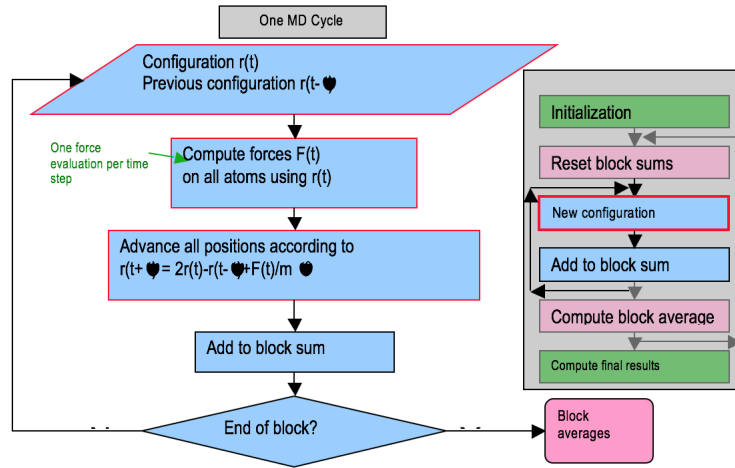 One MD Cycle
Configuration r(t)
Previous configuration r(t-
One force
evaluation per time
step
Compute forces F(t)
on all atoms using r(t)
Advance all positions according to
r(t+ = 2r(t)-r(t- +F(t)/m
Add to block sum
End of block?
Block
averages
Initialization
Reset block sums
New configuration
Add to block sum
Compute block average
Compute final results